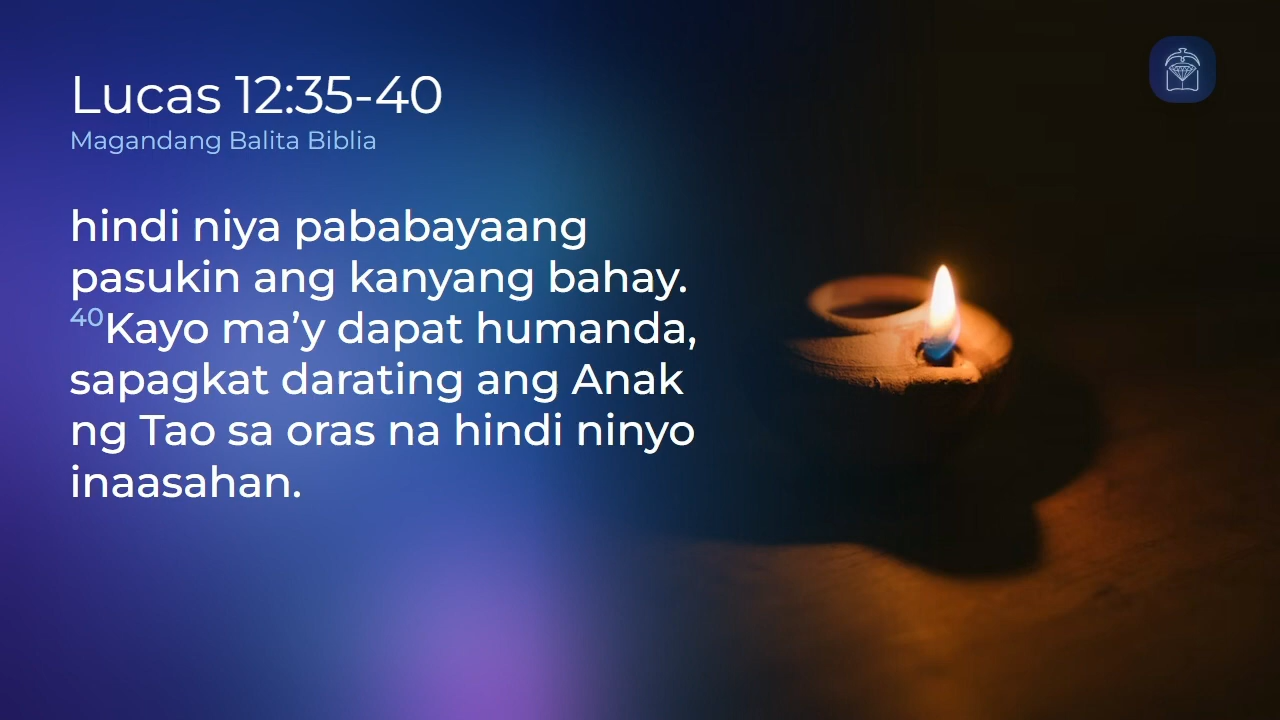 Lucas 12:35-40
Magandang Balita Biblia
hindi niya pababayaang
pasukin ang kanyang bahay.
40Kayo ma’y dapat humanda,
sapagkat darating ang Anak
ng Tao sa oras na hindi ninyo
inaasahan.